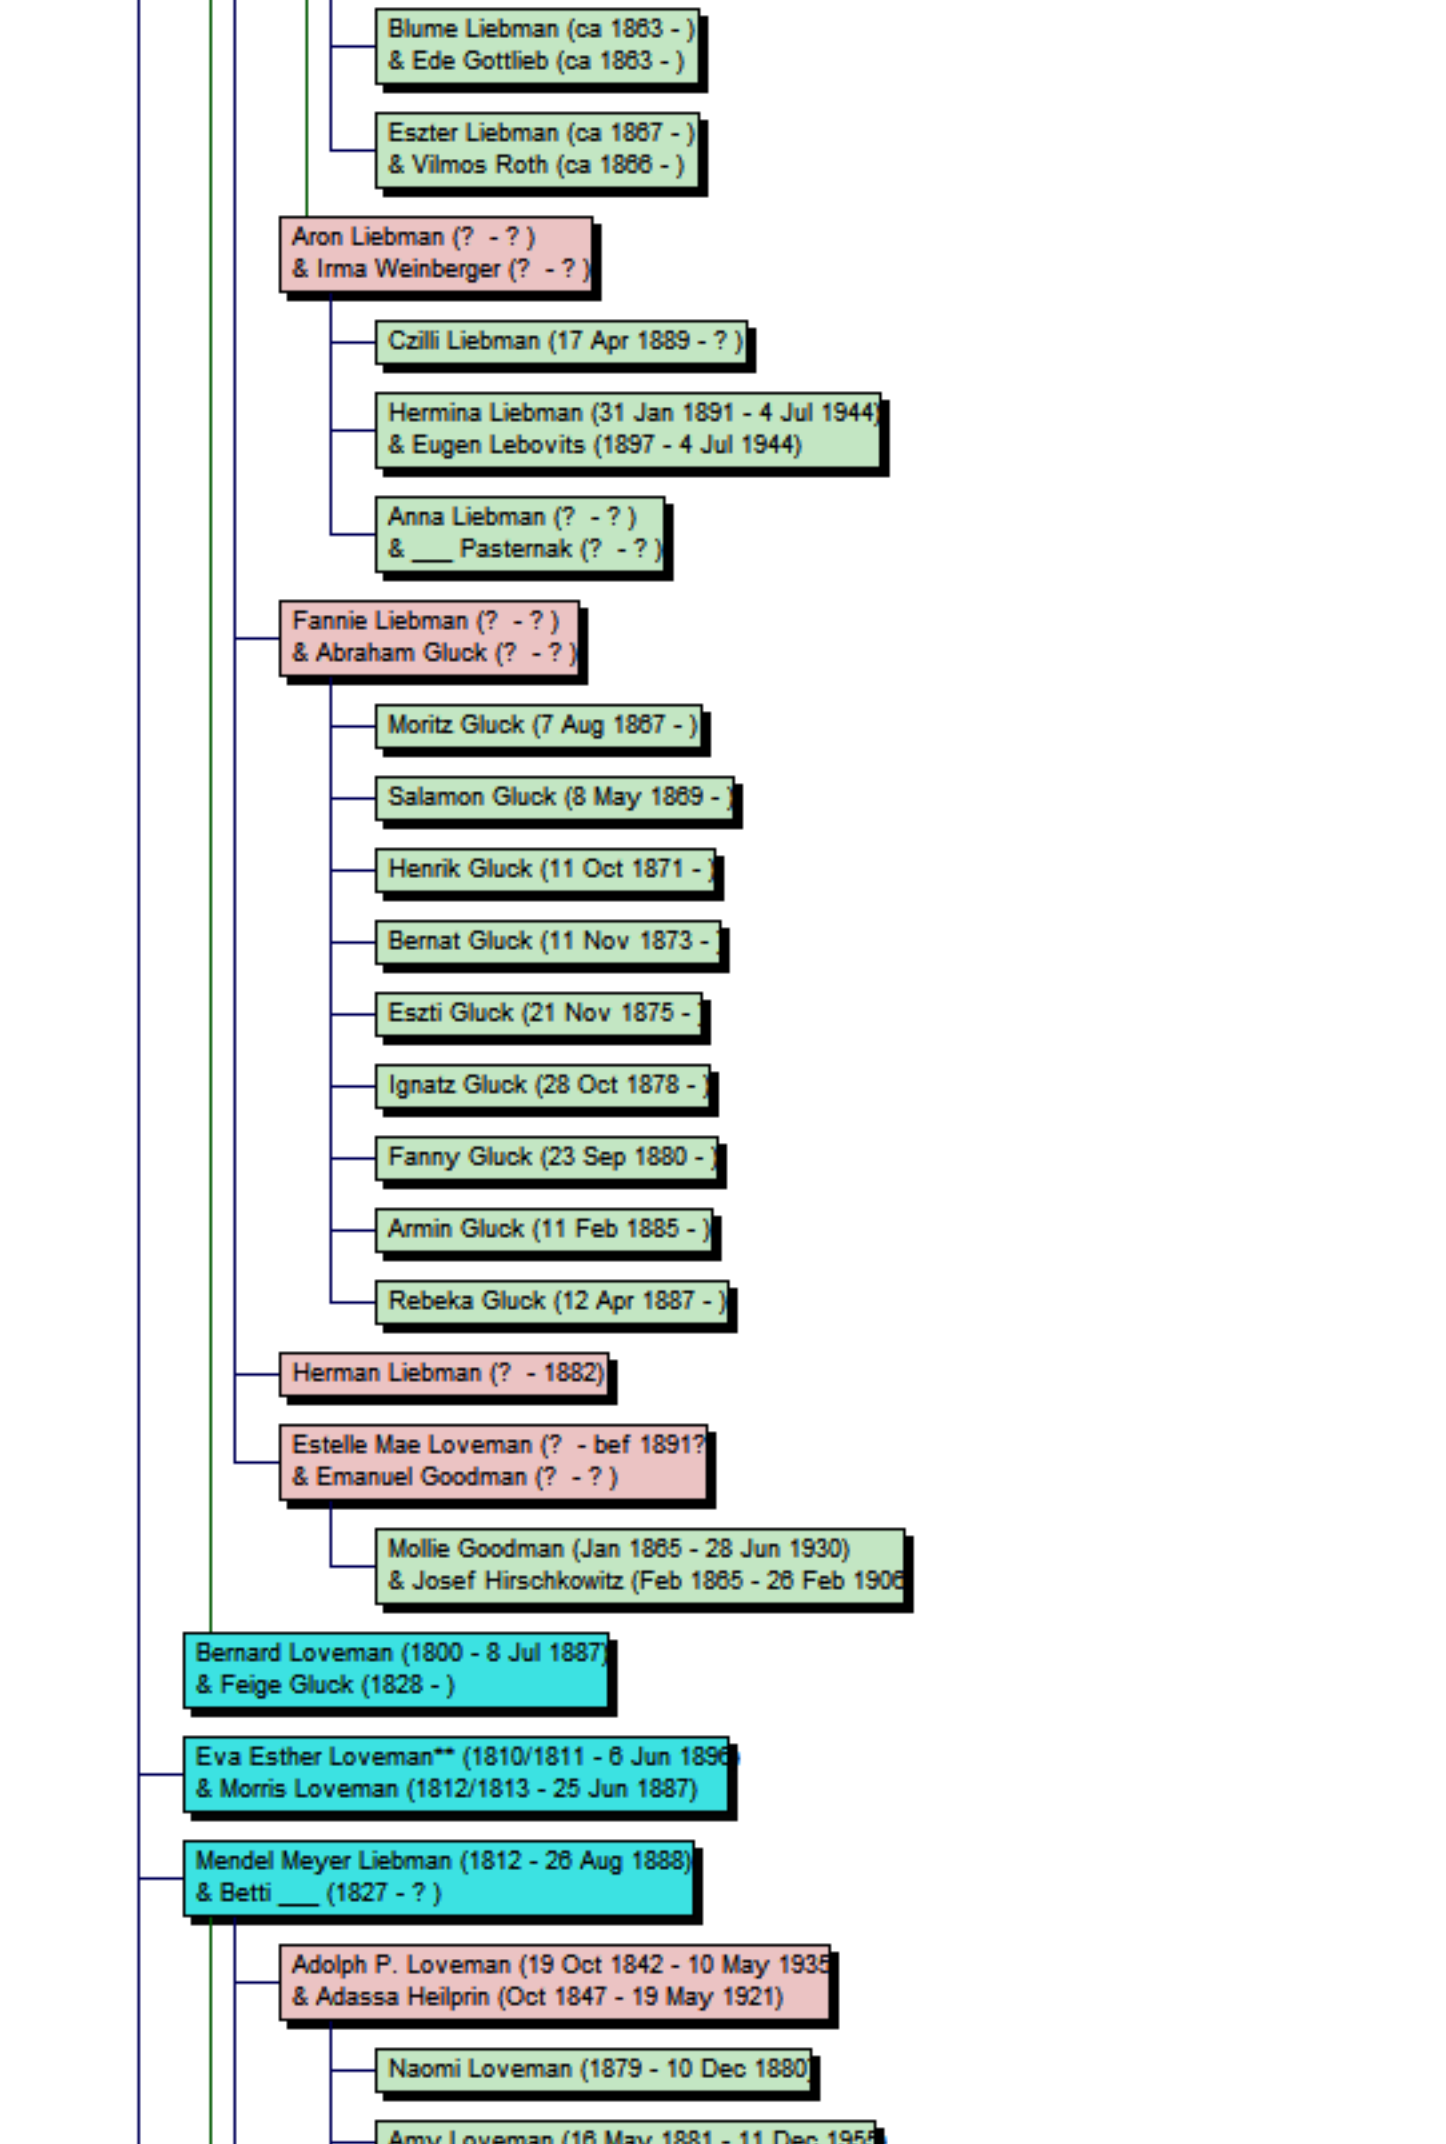 Blume Liebman (ca 1863 - )
& Ede Gottlieb (ca 1863 - )
Eszter Liebman (ca 1867 - )
& Vilmos Roth (ca 1866 - )
Aron Liebman (? - ? )
& Irma Weinberger (? - ? )
Czilli Liebman (17 Apr 1889 - ? )
Hermina Liebman (31 Jan 1891 - 4 Jul 1944)
& Eugen Lebovits (1897 - 4 Jul 1944)
Anna Liebman (? - ? )
& ___ Pasternak (? - ? )
Fannie Liebman (? - ? )
& Abraham Gluck (? - ? )
Moritz Gluck (7 Aug 1867 - )
Salamon Gluck (8 May 1869 - )
Henrik Gluck (11 Oct 1871 - )
Bernat Gluck (11 Nov 1873 - )
Eszti Gluck (21 Nov 1875 - )
Ignatz Gluck (28 Oct 1878 - )
Fanny Gluck (23 Sep 1880 - )
Armin Gluck (11 Feb 1885 - )
Rebeka Gluck (12 Apr 1887 - )
Herman Liebman (? - 1882)
Estelle Mae Loveman (? - bef 1891?
& Emanuel Goodman (? - ? )
Mollie Goodman (Jan 1865 - 28 Jun 1930)
& Josef Hirschkowitz (Feb 1865 - 26 Feb 1906
Bernard Loveman (1800 - 8 Jul 1887)
& Feige Gluck (1828 - )
Eva Esther Loveman** (1810/1811 - 6 Jun 1896)
& Morris Loveman (1812/1813 - 25 Jun 1887)
Mendel Meyer Liebman (1812 - 26 Aug 1888)
& Betti ___ (1827 - ? )
Adolph P. Loveman (19 Oct 1842 - 10 May 1935
& Adassa Heilprin (Oct 1847 - 19 May 1921)
Naomi Loveman (1879 - 10 Dec 1880)
Amy Loveman (16 May 1881 - 11 Dec 1955)